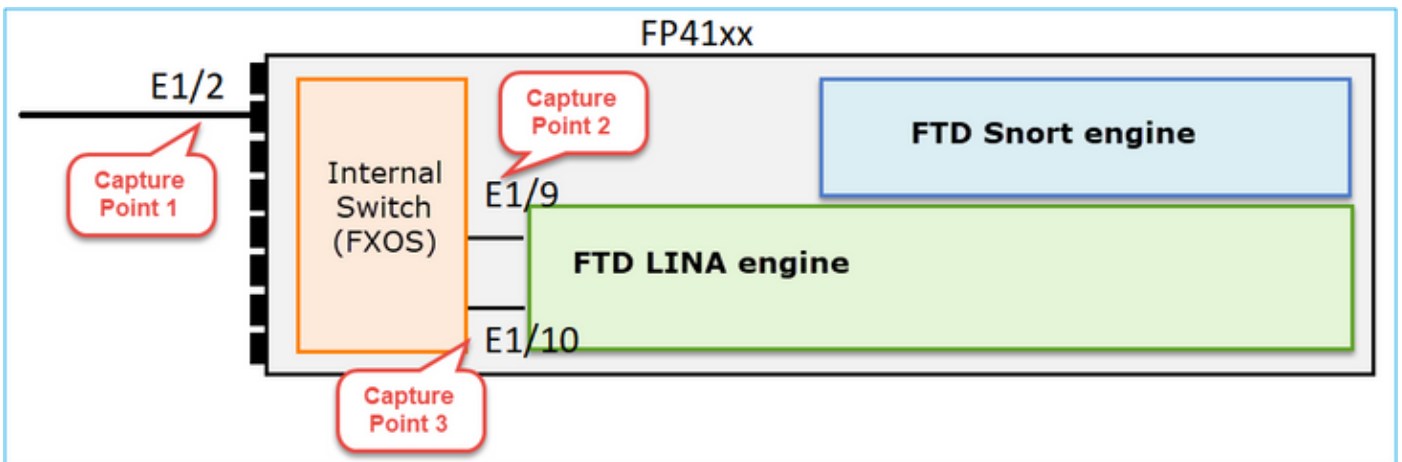 FP41xx
E1/2
Capture
Point 1
Internal
Switch
(FXOS)
Capture
Point 2
E1/9
E1/10
Capture
Point 3
FTD Snort engine
FTD LINA engine